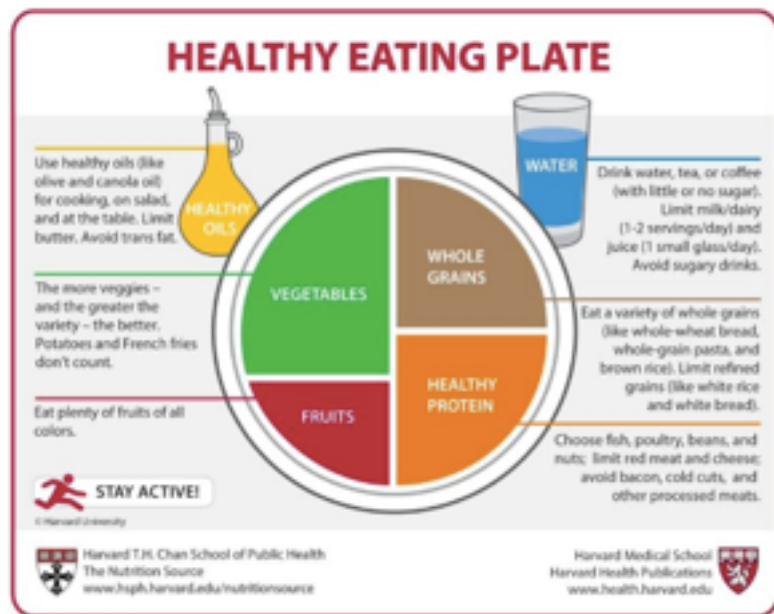 HEALTHY EATING PLATE
Use healthy oils (like
olive and canola oil)
for cooking, on salad,
and at the table. Limit
butter. Avoid trans fat.
HEALTHY
OILS
The more veggies –
and the greater the
variety – the better.
Potatoes and French fries
don't count.
Eat plenty of fruits of all
colors.
VEGETABLES
FRUITS
WHOLE
GRAINS
HEALTHY
PROTEIN
WATER
Drink water, tea, or coffee
(with little or no sugar).
Limit milk/dairy
(1-2 servings/day) and
juice (1 small glass/day).
Avoid sugary drinks.
Eat a variety of whole grains
(like whole-wheat bread,
whole-grain pasta, and
brown rice). Limit refined
grains (like white rice
and white bread).
Choose fish, poultry, beans, and
nuts; limit red meat and cheese;
avoid bacon, cold cuts, and
other processed meats.
STAY ACTIVE!
© Harvard University
Harvard T.H. Chan School of Public Health
The Nutrition Source
www.hsph.harvard.edu/nutritionsource
Harvard Medical School
Harvard Health Publications
www.health.harvard.edu